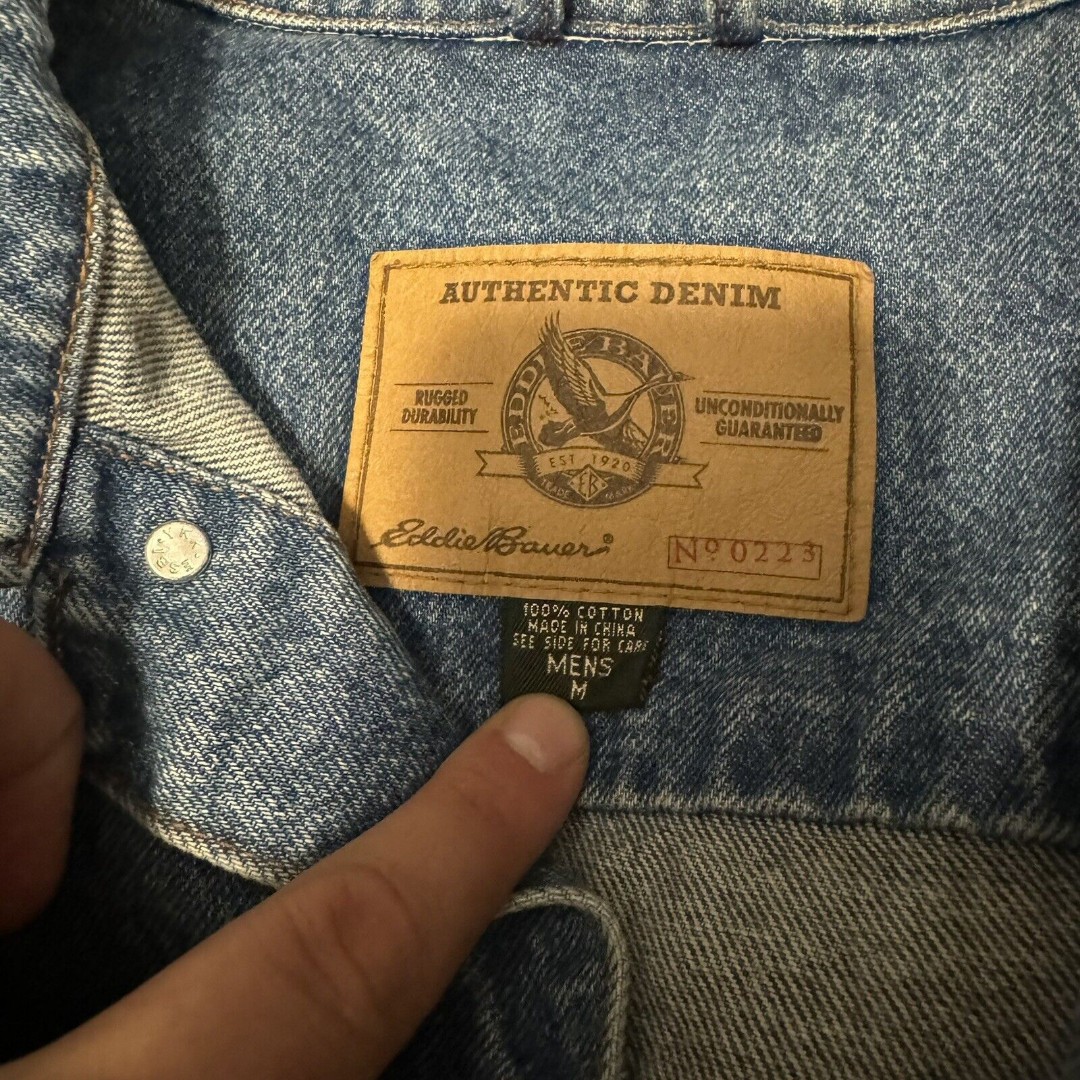 AUTHENTIC DENIM
EDDIE BAUER
RUGGED
DURABILITY
UNCONDITIONALLY
GUARANTEED
EST. 1920
EB
TRADE MARK
Eddie Bauer®
Nº 0223
YKK
100% COTTON
MADE IN CHINA
SEE SIDE FOR CARE
MENS
M